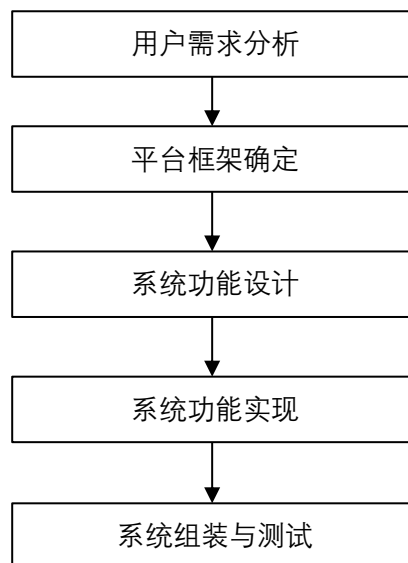 用户需求分析
平台框架确定
系统功能设计
系统功能实现
系统组装与测试